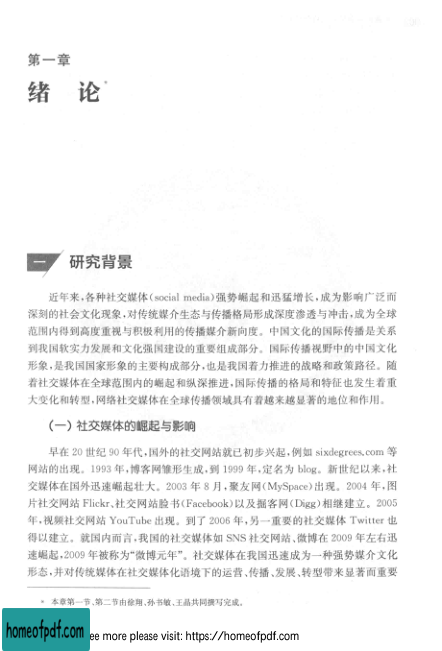 第一章
绪 论*
一 研究背景
近年来,各种社交媒体(social media)强势崛起和迅猛增长,成为影响广泛而
深刻的社会文化现象,对传统媒介生态与传播格局形成深度渗透与冲击,成为全球
范围内得到高度重视与积极利用的传播媒介新向度。中国文化的国际传播是关系
到我国软实力发展和文化强国建设的重要组成部分。国际传播视野中的中国文化
形象,是我国国家形象的主要构成部分,也是我国着力推进的战略和政策路径。随
着社交媒体在全球范围内的崛起和纵深推进,国际传播的格局和特征也发生着重
大变化和转型,网络社交媒体在全球传播领域具有着越来越显著的地位和作用。
(一)社交媒体的崛起与影响
早在 20 世纪 90 年代,国外的社交网站就已初步兴起,例如 sixdegrees.com 等
网站的出现。1993 年,博客网雏形生成,到 1999 年,定名为 blog。新世纪以来,社
交媒体在国外迅速崛起壮大。2003 年 8 月,聚友网(MySpace)出现。2004 年,图
片社交网站 Flickr、社交网站脸书(Facebook)以及掘客网(Digg)相继建立。2005
年,视频社交网站 YouTube 出现。到了 2006 年,另一重要的社交媒体 Twitter 也
得以建立。就国内而言,我国的社交媒体如 SNS 社交网站、微博在 2009 年左右迅
速崛起,2009 年被称为“微博元年”。社交媒体在我国迅速成为一种强势媒介文化
形态,并对传统媒体在社交媒体化语境下的运营、传播、发展、转型带来显著而重要
* 本章第一节、第二节由徐翔、孙书敏、王晶共同撰写完成。
homeofpdf.com
ee more please visit: https://homeofpdf.com